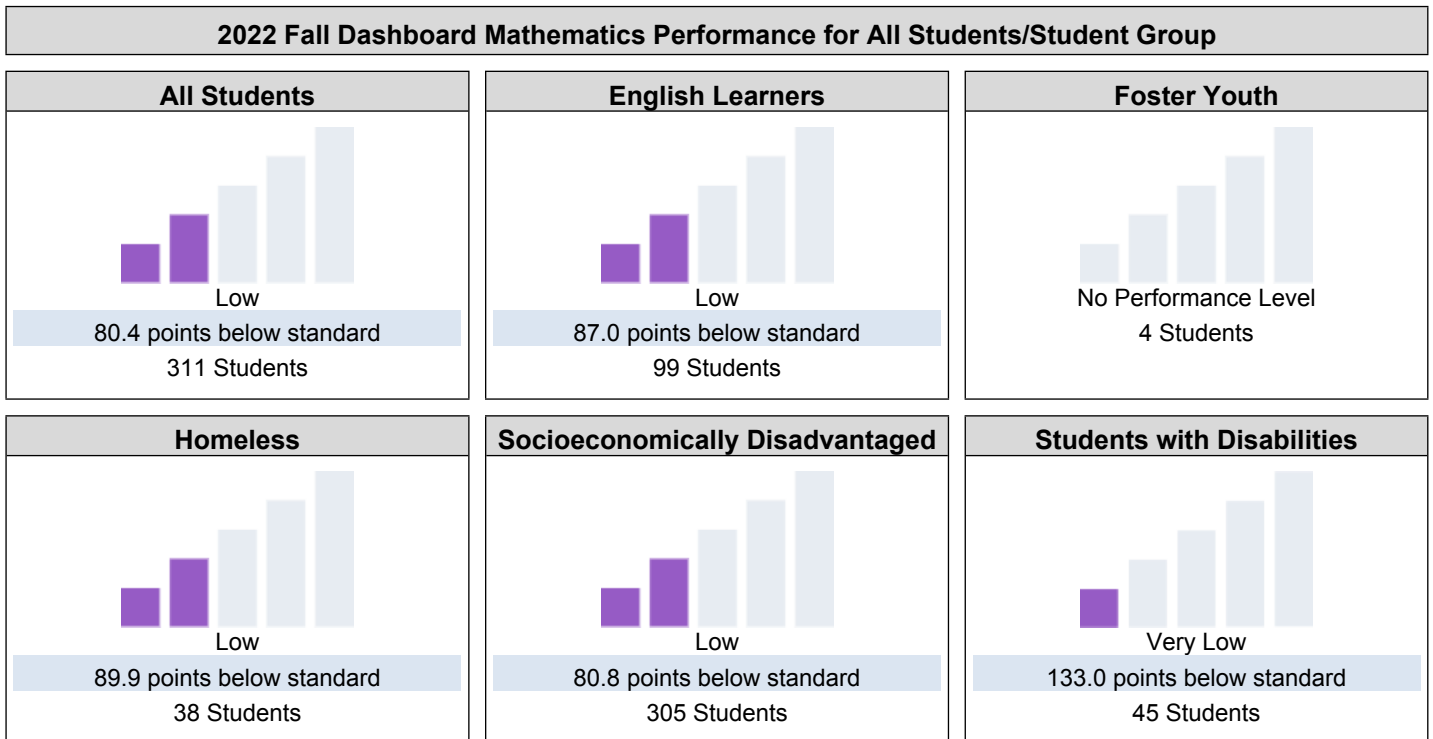 2022 Fall Dashboard Mathematics Performance for All Students/Student Group
All Students
Low
80.4 points below standard
311 Students
English Learners
Low
87.0 points below standard
99 Students
Foster Youth
No Performance Level
4 Students
Homeless
Low
89.9 points below standard
38 Students
Socioeconomically Disadvantaged
Low
80.8 points below standard
305 Students
Students with Disabilities
Very Low
133.0 points below standard
45 Students